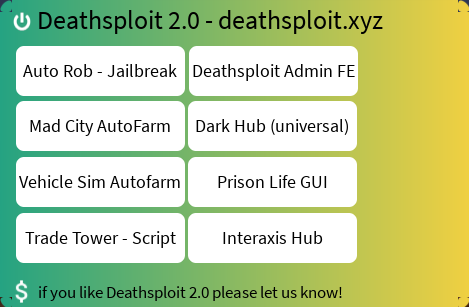 Deathsploit 2.0 - deathsploit.xyz
Auto Rob - Jailbreak
Deathsploit Admin FE
Mad City AutoFarm
Dark Hub (universal)
Vehicle Sim Autofarm
Prison Life GUI
Trade Tower - Script
Interaxis Hub
$ if you like Deathsploit 2.0 please let us know!